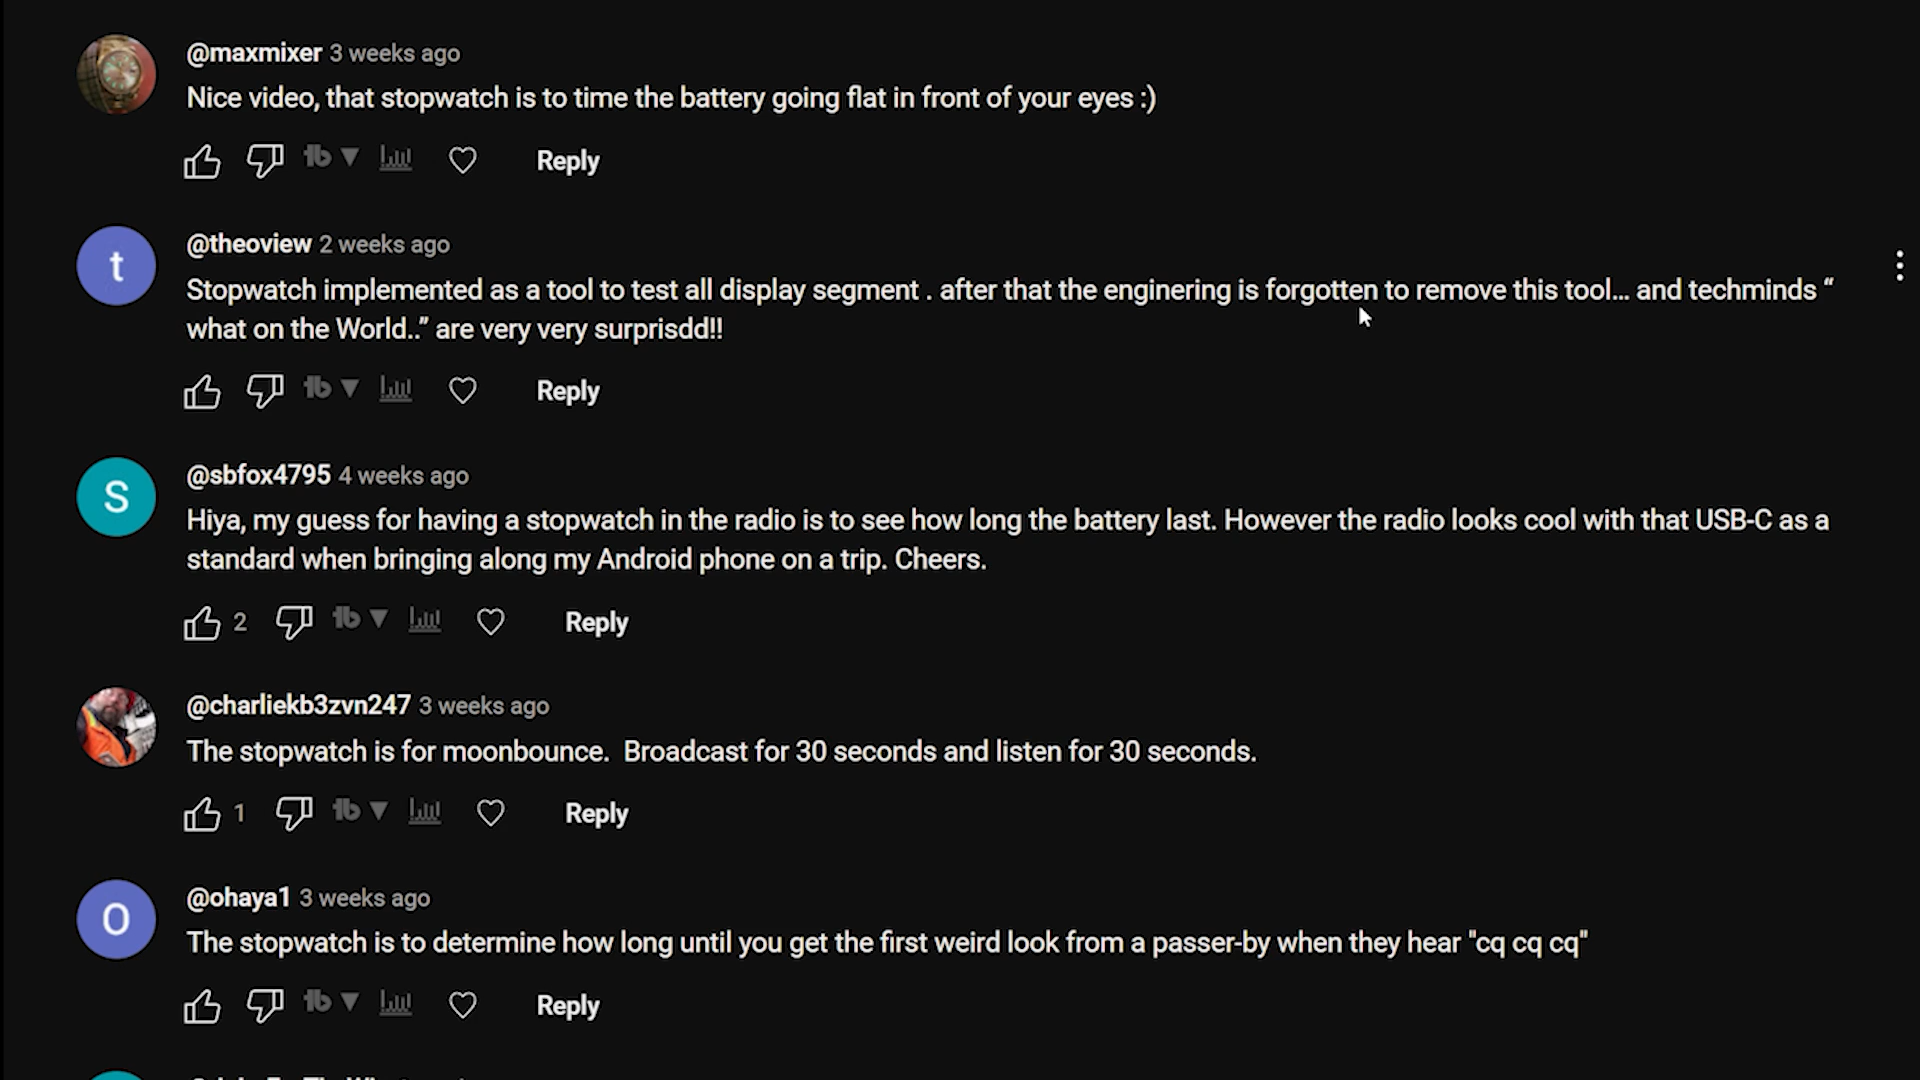 @maxmixer 3 weeks ago
Nice video, that stopwatch is to time the battery going flat in front of your eyes :)
Reply
t
@theoview 2 weeks ago
Stopwatch implemented as a tool to test all display segment . after that the enginering is forgotten to remove this tool... and techminds “
what on the World..” are very very surprisdd!!
Reply
S
@sbfox4795 4 weeks ago
Hiya, my guess for having a stopwatch in the radio is to see how long the battery last. However the radio looks cool with that USB-C as a
standard when bringing along my Android phone on a trip. Cheers.
2 Reply
@charliekb3zvn247 3 weeks ago
The stopwatch is for moonbounce.  Broadcast for 30 seconds and listen for 30 seconds.
1 Reply
O
@ohaya1 3 weeks ago
The stopwatch is to determine how long until you get the first weird look from a passer-by when they hear "cq cq cq"
Reply